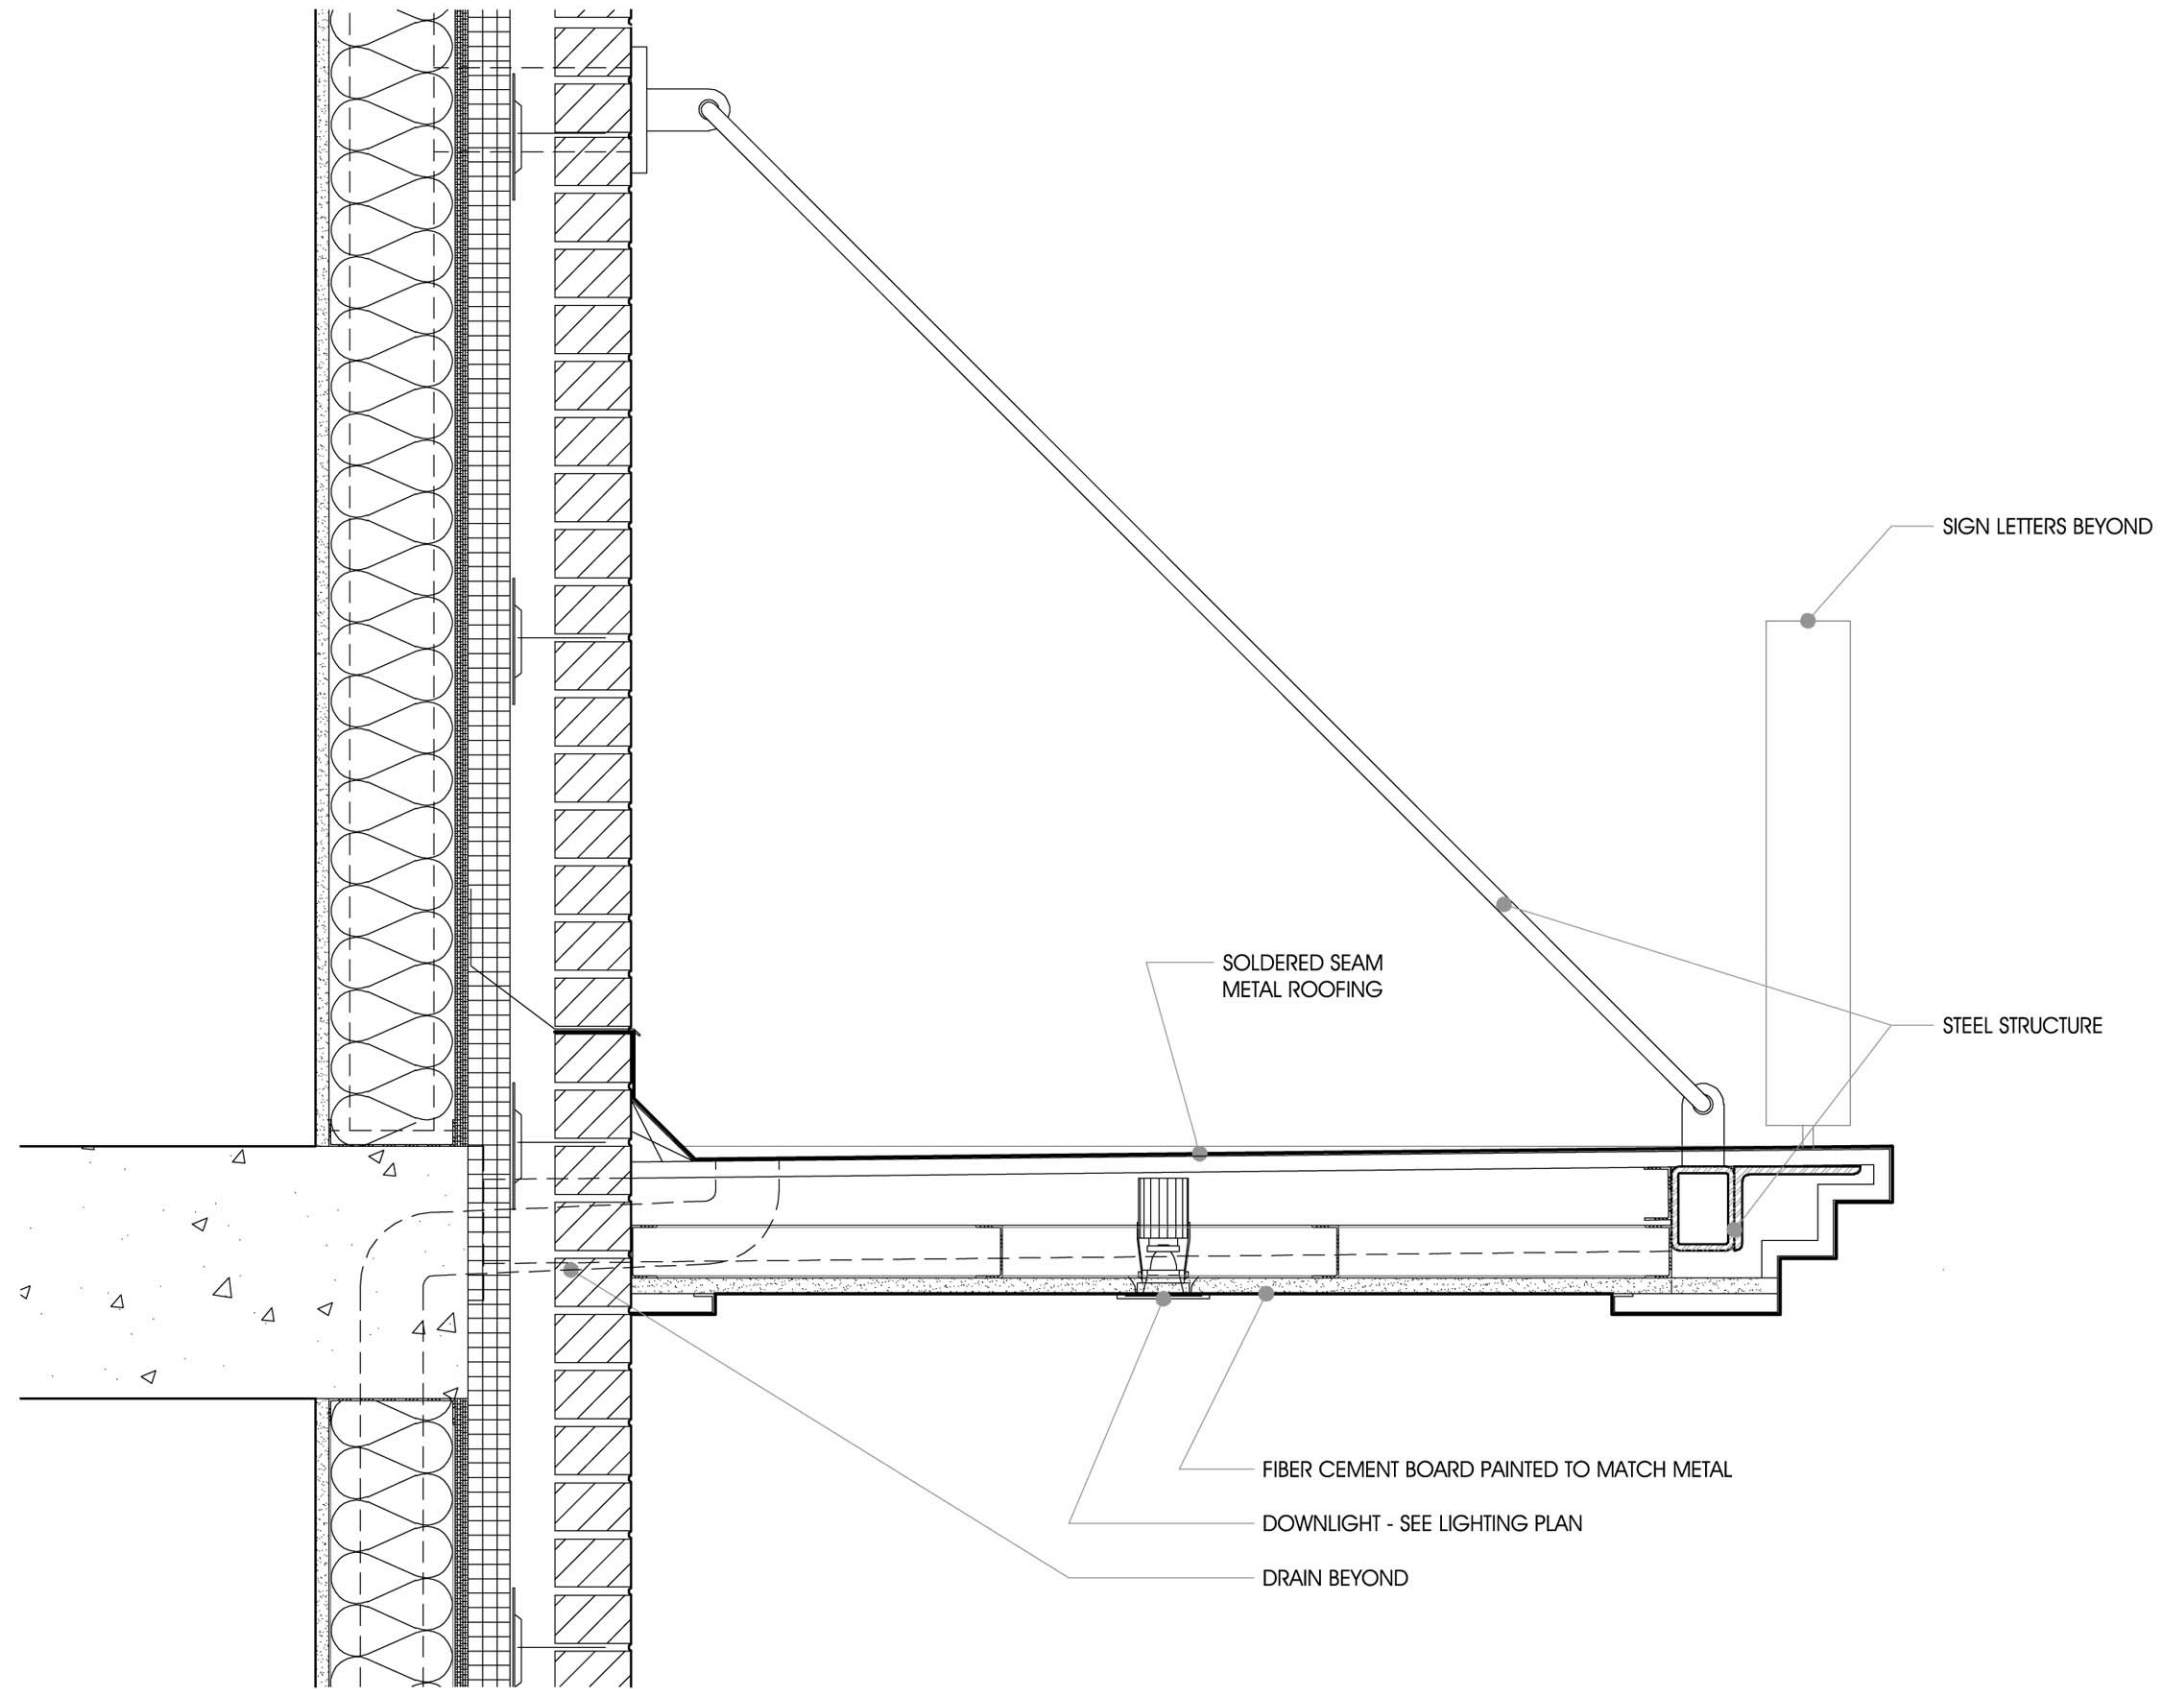 SIGN LETTERS BEYOND
SOLDERED SEAM
METAL ROOFING
STEEL STRUCTURE
FIBER CEMENT BOARD PAINTED TO MATCH METAL
DOWNLIGHT - SEE LIGHTING PLAN
DRAIN BEYOND